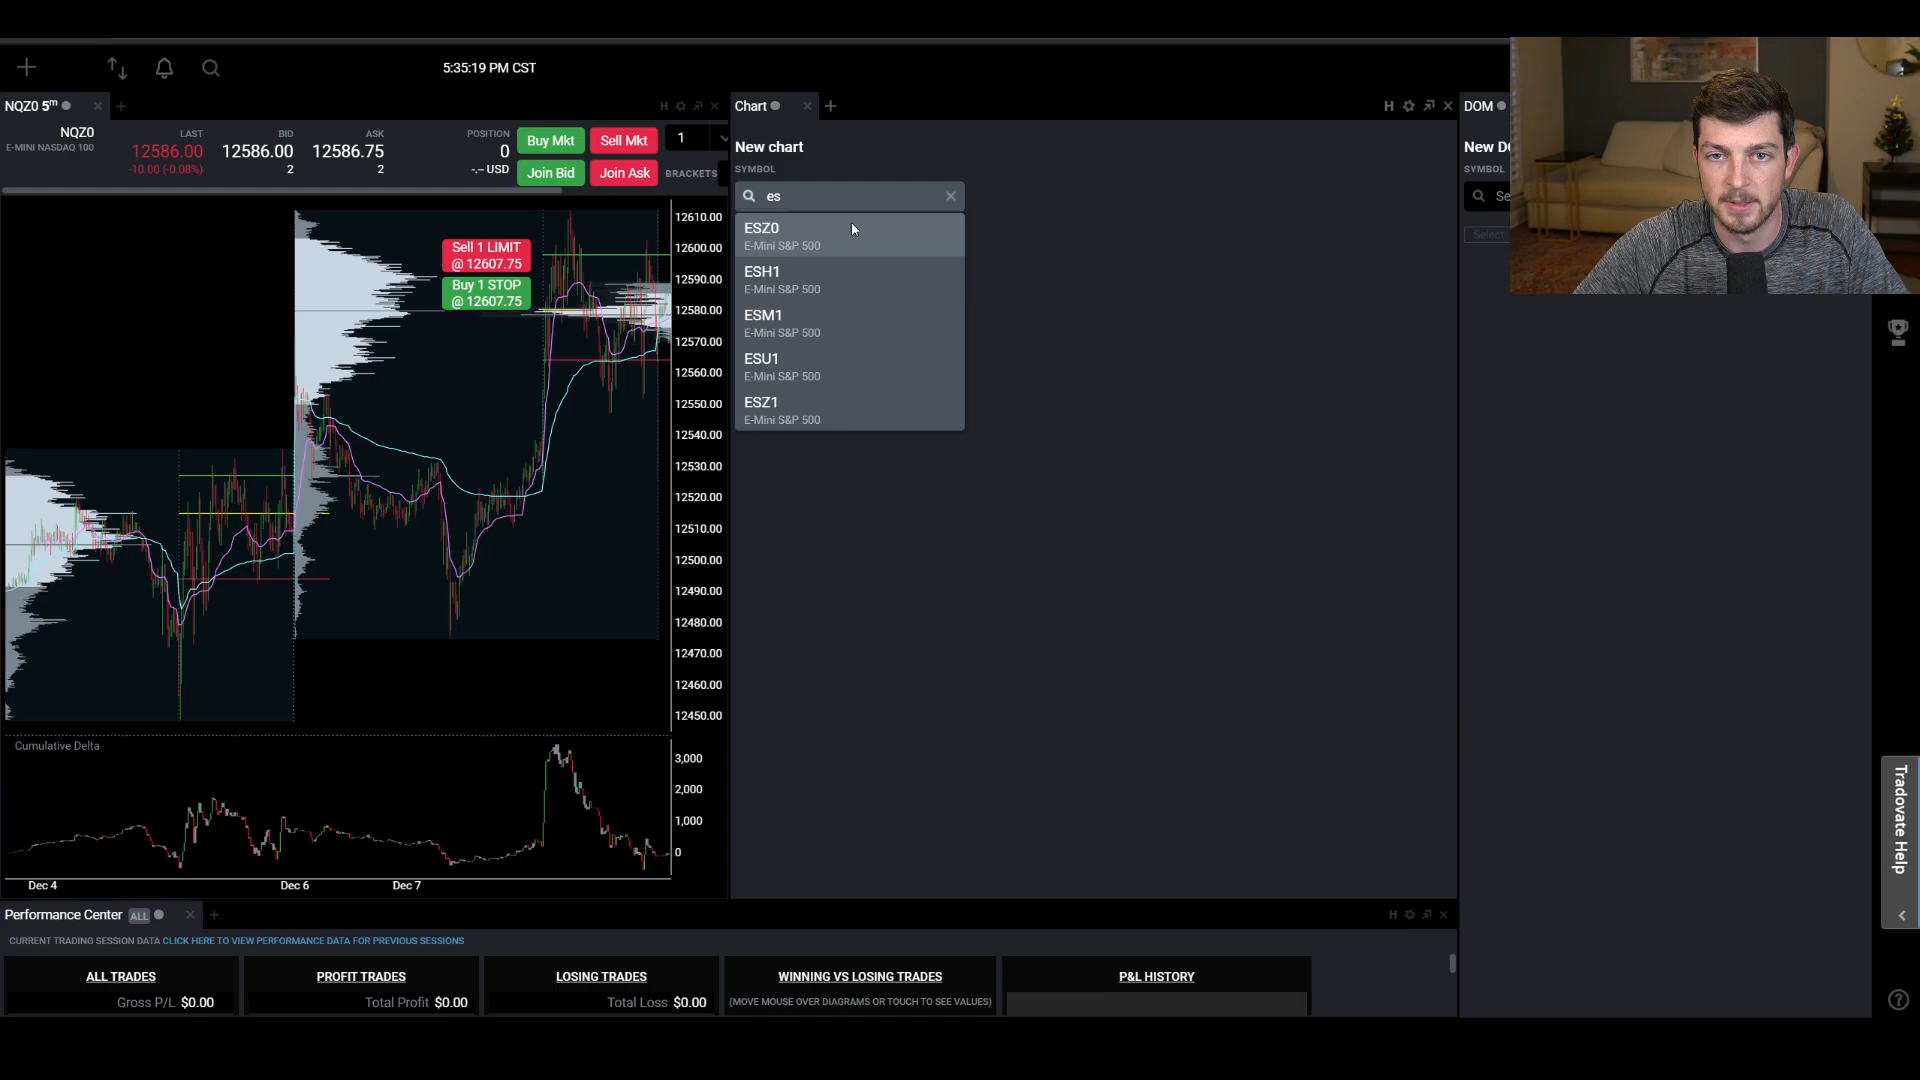 5:35:19 PM CST
NQZ0 5m
Chart
DOM
NQZ0
E-MINI NASDAQ 100
LAST
12586.00
-10.00 (-0.08%)
BID
12586.00
2
ASK
12586.75
2
POSITION
0
-.-- USD
Buy Mkt
Sell Mkt
1
Join Bid
Join Ask
BRACKETS
New chart
SYMBOL
es
ESZ0
E-Mini S&P 500
ESH1
E-Mini S&P 500
ESM1
E-Mini S&P 500
ESU1
E-Mini S&P 500
ESZ1
E-Mini S&P 500
SYMBOL
Select
Sell 1 LIMIT
@ 12607.75
Buy 1 STOP
@ 12607.75
12610.00
12600.00
12590.00
12580.00
12570.00
12560.00
12550.00
12540.00
12530.00
12520.00
12510.00
12500.00
12490.00
12480.00
12470.00
12460.00
12450.00
Cumulative Delta
3,000
2,000
1,000
0
Dec 4
Dec 6
Dec 7
Tradovate Help
Performance Center ALL
CURRENT TRADING SESSION DATA CLICK HERE TO VIEW PERFORMANCE DATA FOR PREVIOUS SESSIONS
ALL TRADES
Gross P/L $0.00
PROFIT TRADES
Total Profit $0.00
LOSING TRADES
Total Loss $0.00
WINNING VS LOSING TRADES
(MOVE MOUSE OVER DIAGRAMS OR TOUCH TO SEE VALUES)
P&L HISTORY